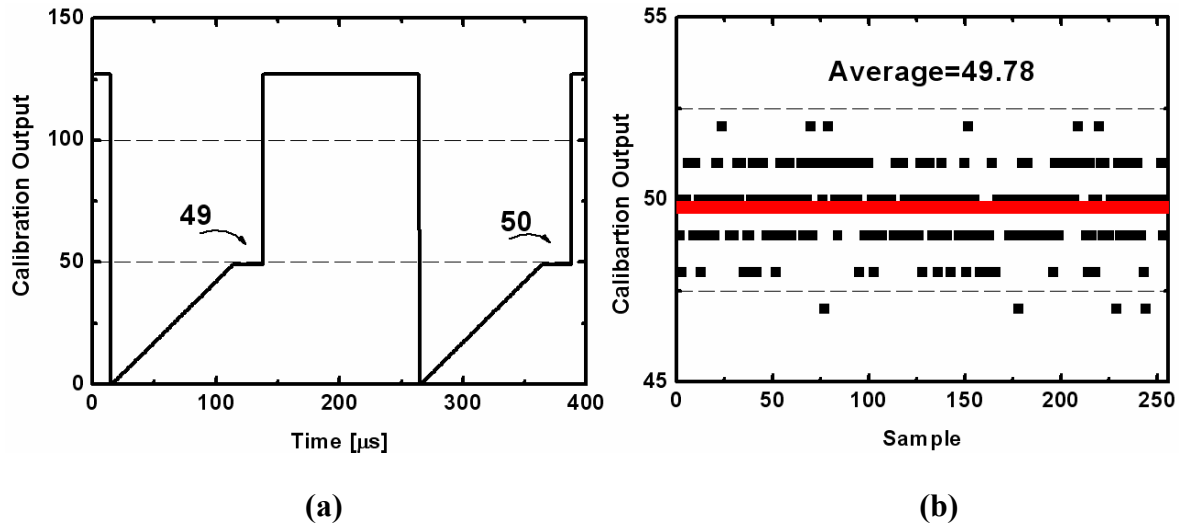 150
100
50
0
Calibration Output
49
50
0 100 200 300 400
Time [µs]
(a)
55
50
45
Calibartion Output
Average=49.78
0 50 100 150 200 250
Sample
(b)